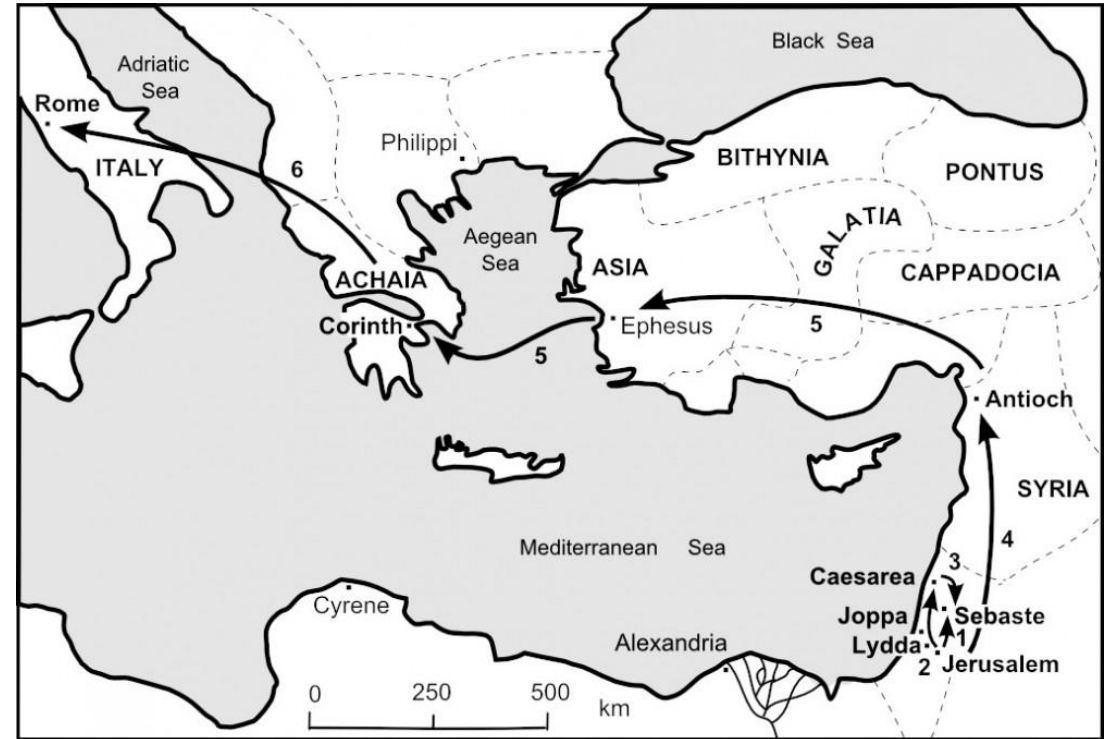 Black Sea
Adriatic
Sea
Rome
Philippi
BITHYNIA
PONTUS
ITALY
6
GALATIA
Aegean
Sea
ASIA
ACHAIA
CAPPADOCIA
Corinth
Ephesus
5
5
Antioch
SYRIA
Mediterranean Sea
4
3
Caesarea
Cyrene
Joppa
Sebaste
Alexandria
Lydda
1
2
Jerusalem
0 250 500
km